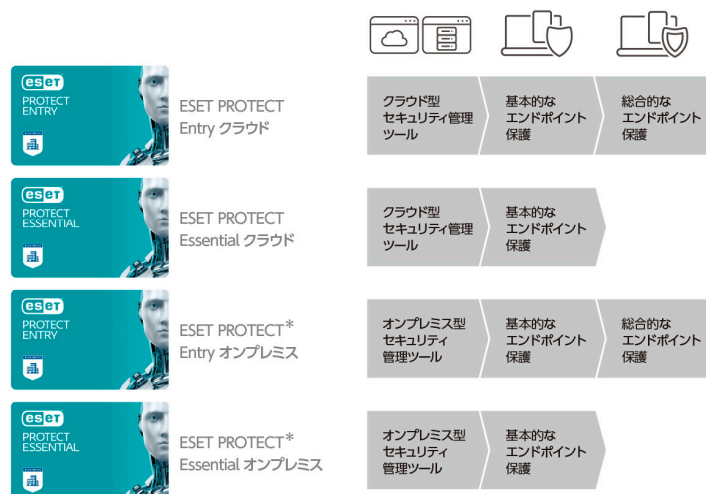 eset
PROTECT
ENTRY
ESET PROTECT
Entry クラウド
クラウド型
セキュリティ管理
ツール
基本的な
エンドポイント
保護
総合的な
エンドポイント
保護
eset
PROTECT
ESSENTIAL
ESET PROTECT
Essential クラウド
クラウド型
セキュリティ管理
ツール
基本的な
エンドポイント
保護
eset
PROTECT
ENTRY
ESET PROTECT*
Entry オンプレミス
オンプレミス型
セキュリティ
管理ツール
基本的な
エンドポイント
保護
総合的な
エンドポイント
保護
eset
PROTECT
ESSENTIAL
ESET PROTECT*
Essential オンプレミス
オンプレミス型
セキュリティ
管理ツール
基本的な
エンドポイント
保護